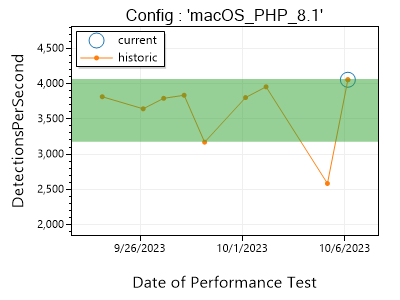 Config : 'macOS_PHP_8.1'
current
historic
DetectionsPerSecond
4,500
4,000
3,500
3,000
2,500
2,000
9/26/2023
10/1/2023
10/6/2023
Date of Performance Test